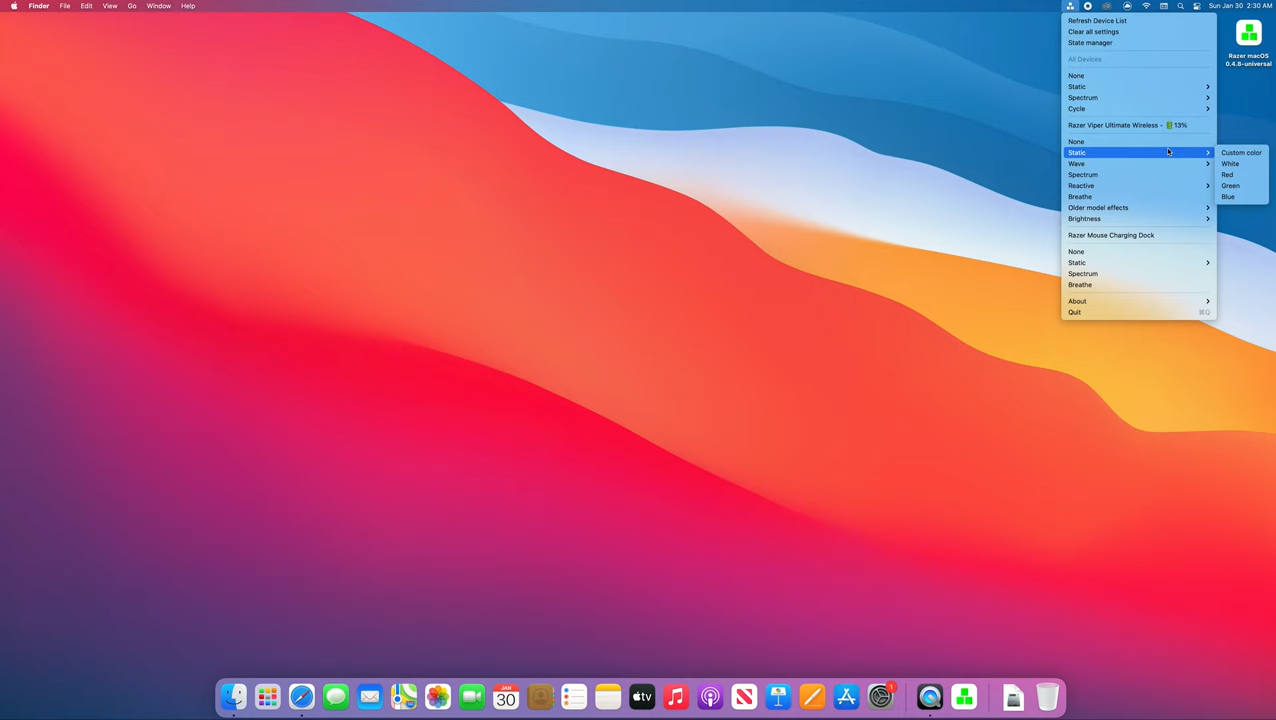 Finder File Edit View Go Window Help
Sun Jan 30 2:30 AM
Refresh Device List
Clear all settings
State manager
All Devices
None
Static
Spectrum
Cycle
Razer Viper Ultimate Wireless - 13%
None
Static
Wave
Spectrum
Reactive
Breathe
Older model effects
Brightness
Razer Mouse Charging Dock
None
Static
Spectrum
Breathe
About
Quit ⌘Q
Custom color
White
Red
Green
Blue
Razer macOS
0.4.8-universal
JAN
30
tv
1